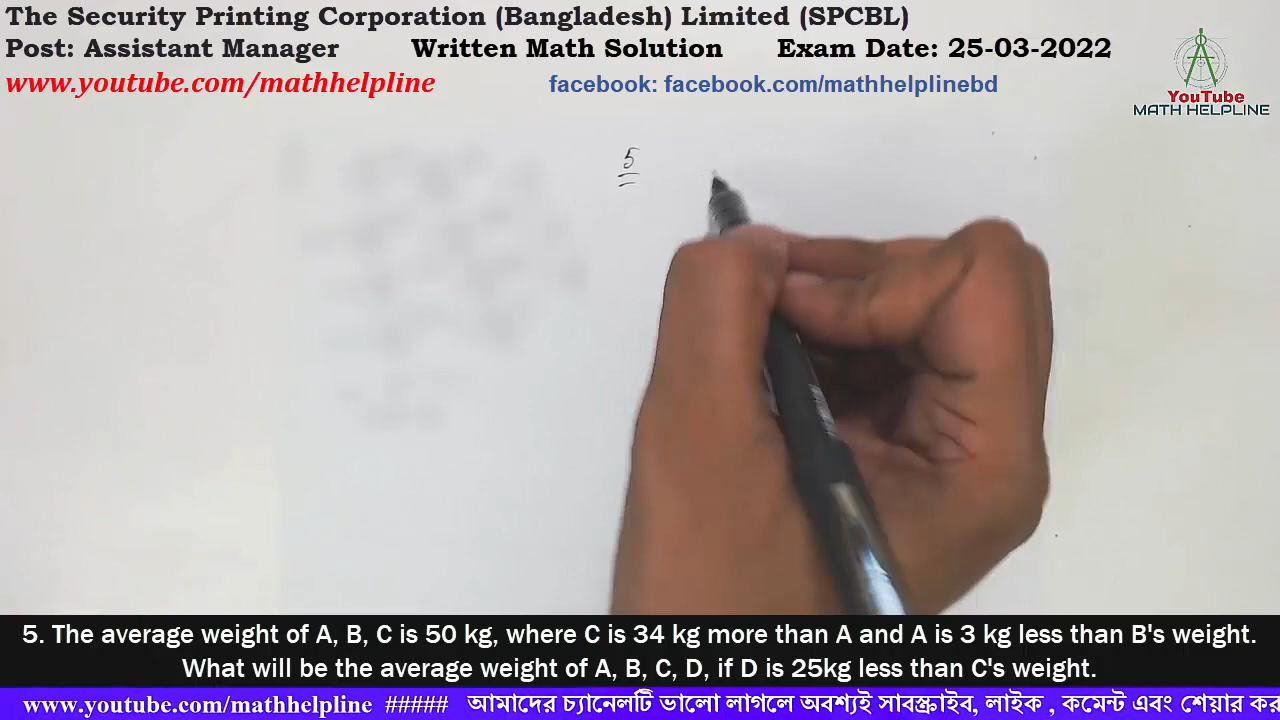 The Security Printing Corporation (Bangladesh) Limited (SPCBL)
Post: Assistant Manager Written Math Solution Exam Date: 25-03-2022
www.youtube.com/mathhelpline facebook: facebook.com/mathhelplinebd
YouTube
MATH HELPLINE
5
5. The average weight of A, B, C is 50 kg, where C is 34 kg more than A and A is 3 kg less than B's weight.
What will be the average weight of A, B, C, D, if D is 25kg less than C's weight.
www.youtube.com/mathhelpline ##### আমাদের চ্যানেলটি ভালো লাগলে অবশ্যই সাবস্ক্রাইব, লাইক , কমেন্ট এবং শেয়ার কর